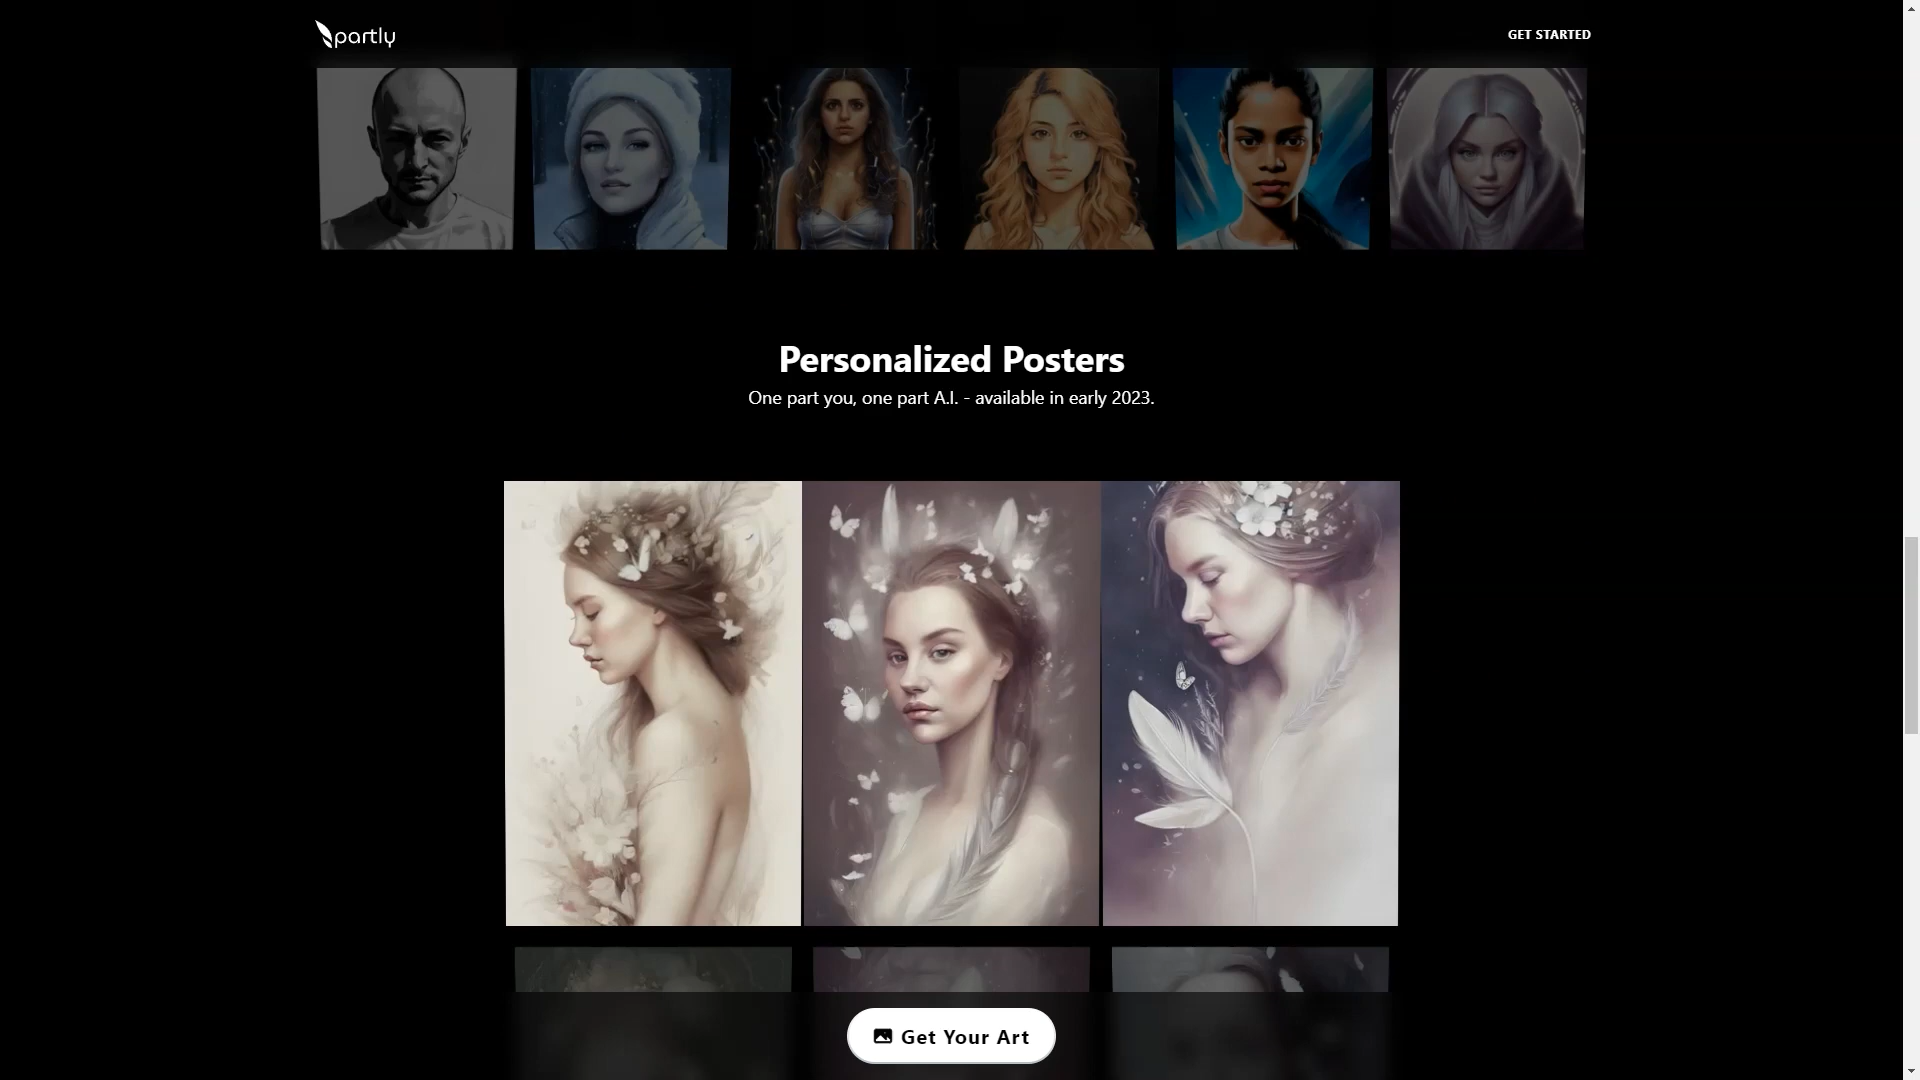 partly
GET STARTED
Personalized Posters
One part you, one part A.I. - available in early 2023.
Get Your Art